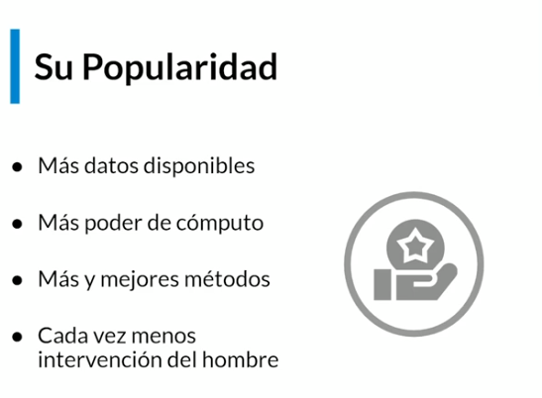 Su Popularidad
● Más datos disponibles
● Más poder de cómputo
● Más y mejores métodos
● Cada vez menos
intervención del hombre